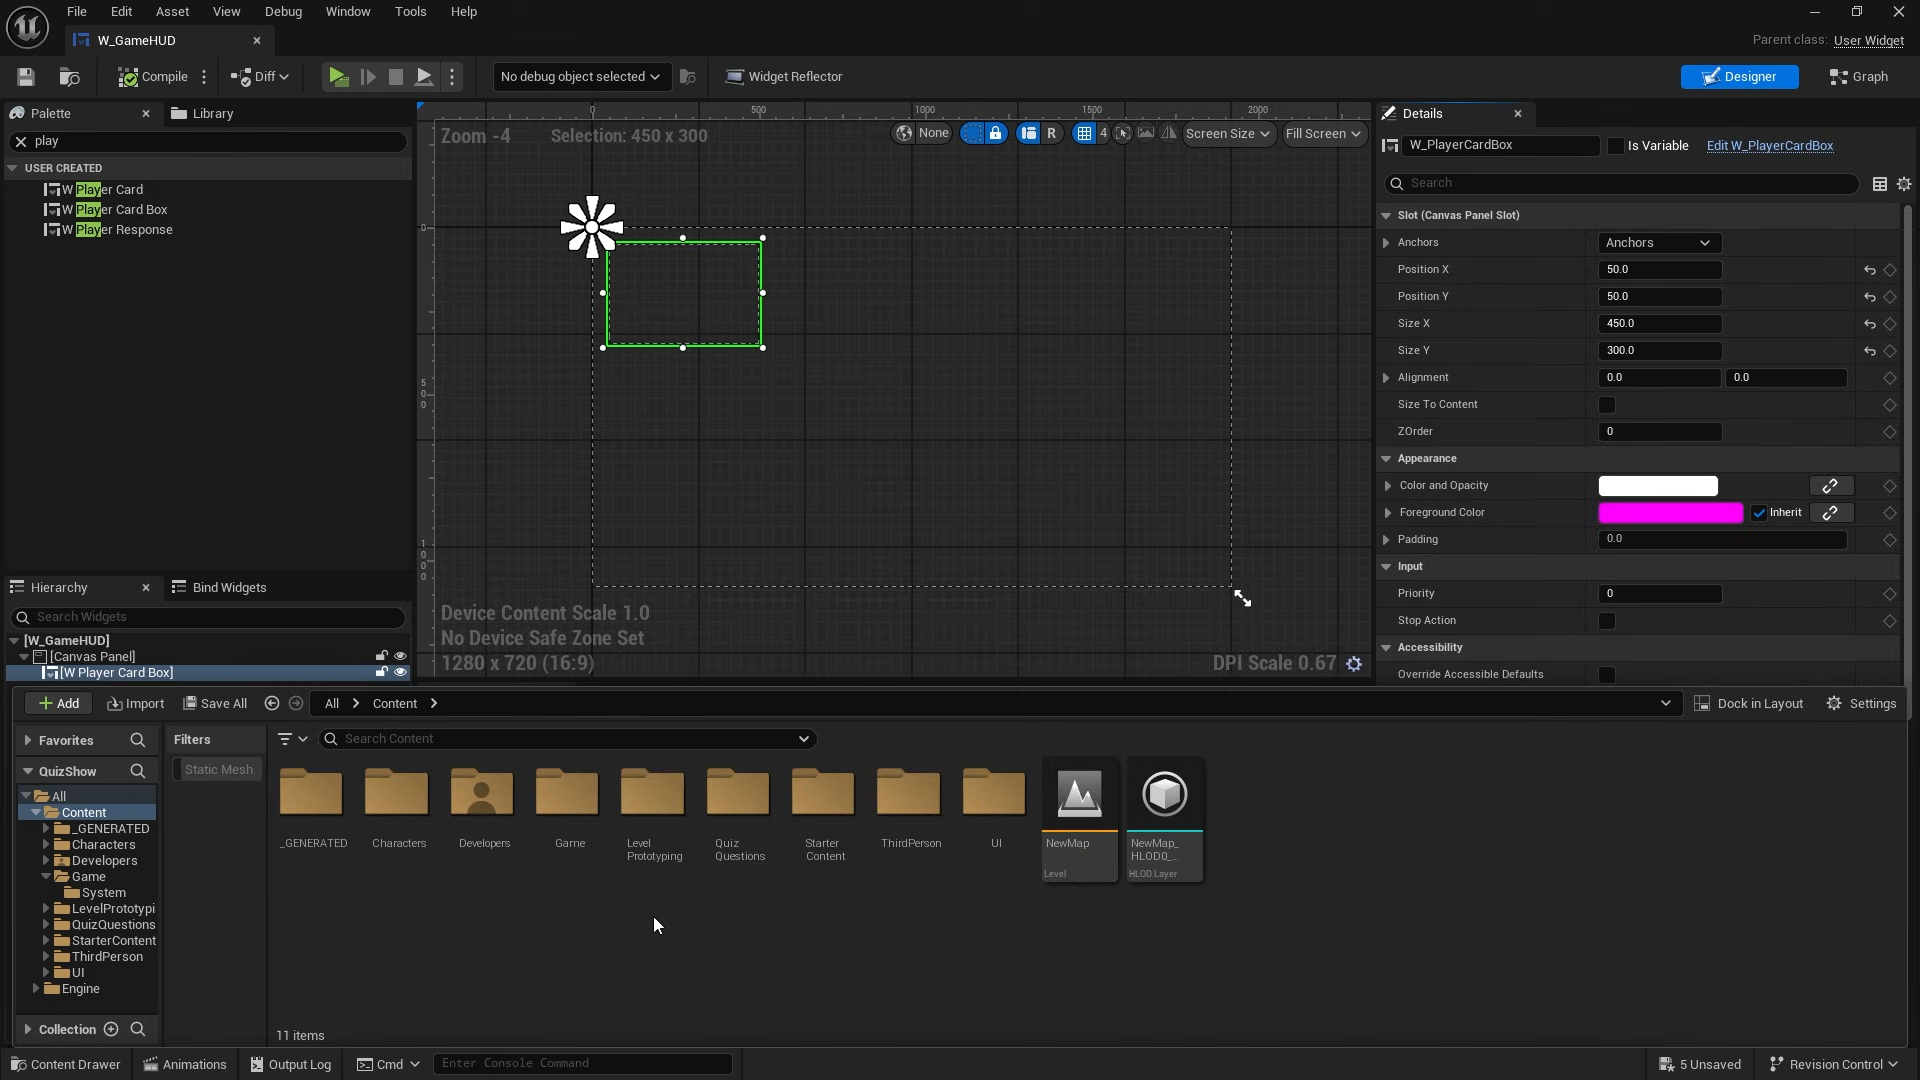 File Edit Asset View Debug Window Tools Help
W_GameHUD
Parent class: User Widget
Compile Diff No debug object selected Widget Reflector Designer Graph
Palette Library
play
USER CREATED
W Player Card
W Player Card Box
W Player Response
0 500 1000 1500 2000
Zoom -4 Selection: 450 x 300 None R 4 Screen Size Fill Screen
0
500
1000
Device Content Scale 1.0
No Device Safe Zone Set
1280 x 720 (16:9) DPI Scale 0.67
Details
W_PlayerCardBox Is Variable Edit W_PlayerCardBox
Search
Slot (Canvas Panel Slot)
Anchors Anchors
Position X 50.0
Position Y 50.0
Size X 450.0
Size Y 300.0
Alignment 0.0 0.0
Size To Content
ZOrder 0
Appearance
Color and Opacity
Foreground Color Inherit
Padding 0.0
Input
Priority 0
Stop Action
Accessibility
Override Accessible Defaults
Hierarchy Bind Widgets
Search Widgets
[W_GameHUD]
[Canvas Panel]
[W Player Card Box]
Add Import Save All All Content Dock in Layout Settings
Favorites
QuizShow
All
Content
_GENERATED
Characters
Developers
Game
System
LevelPrototypi
QuizQuestions
StarterContent
ThirdPerson
UI
Engine
Collection
Filters
Static Mesh
Search Content
_GENERATED
Characters
Developers
Game
Level
Prototyping
Quiz
Questions
Starter
Content
ThirdPerson
UI
NewMap
Level
NewMap_
HLOD0_...
HLOD Layer
11 items
Content Drawer Animations Output Log Cmd Enter Console Command 5 Unsaved Revision Control